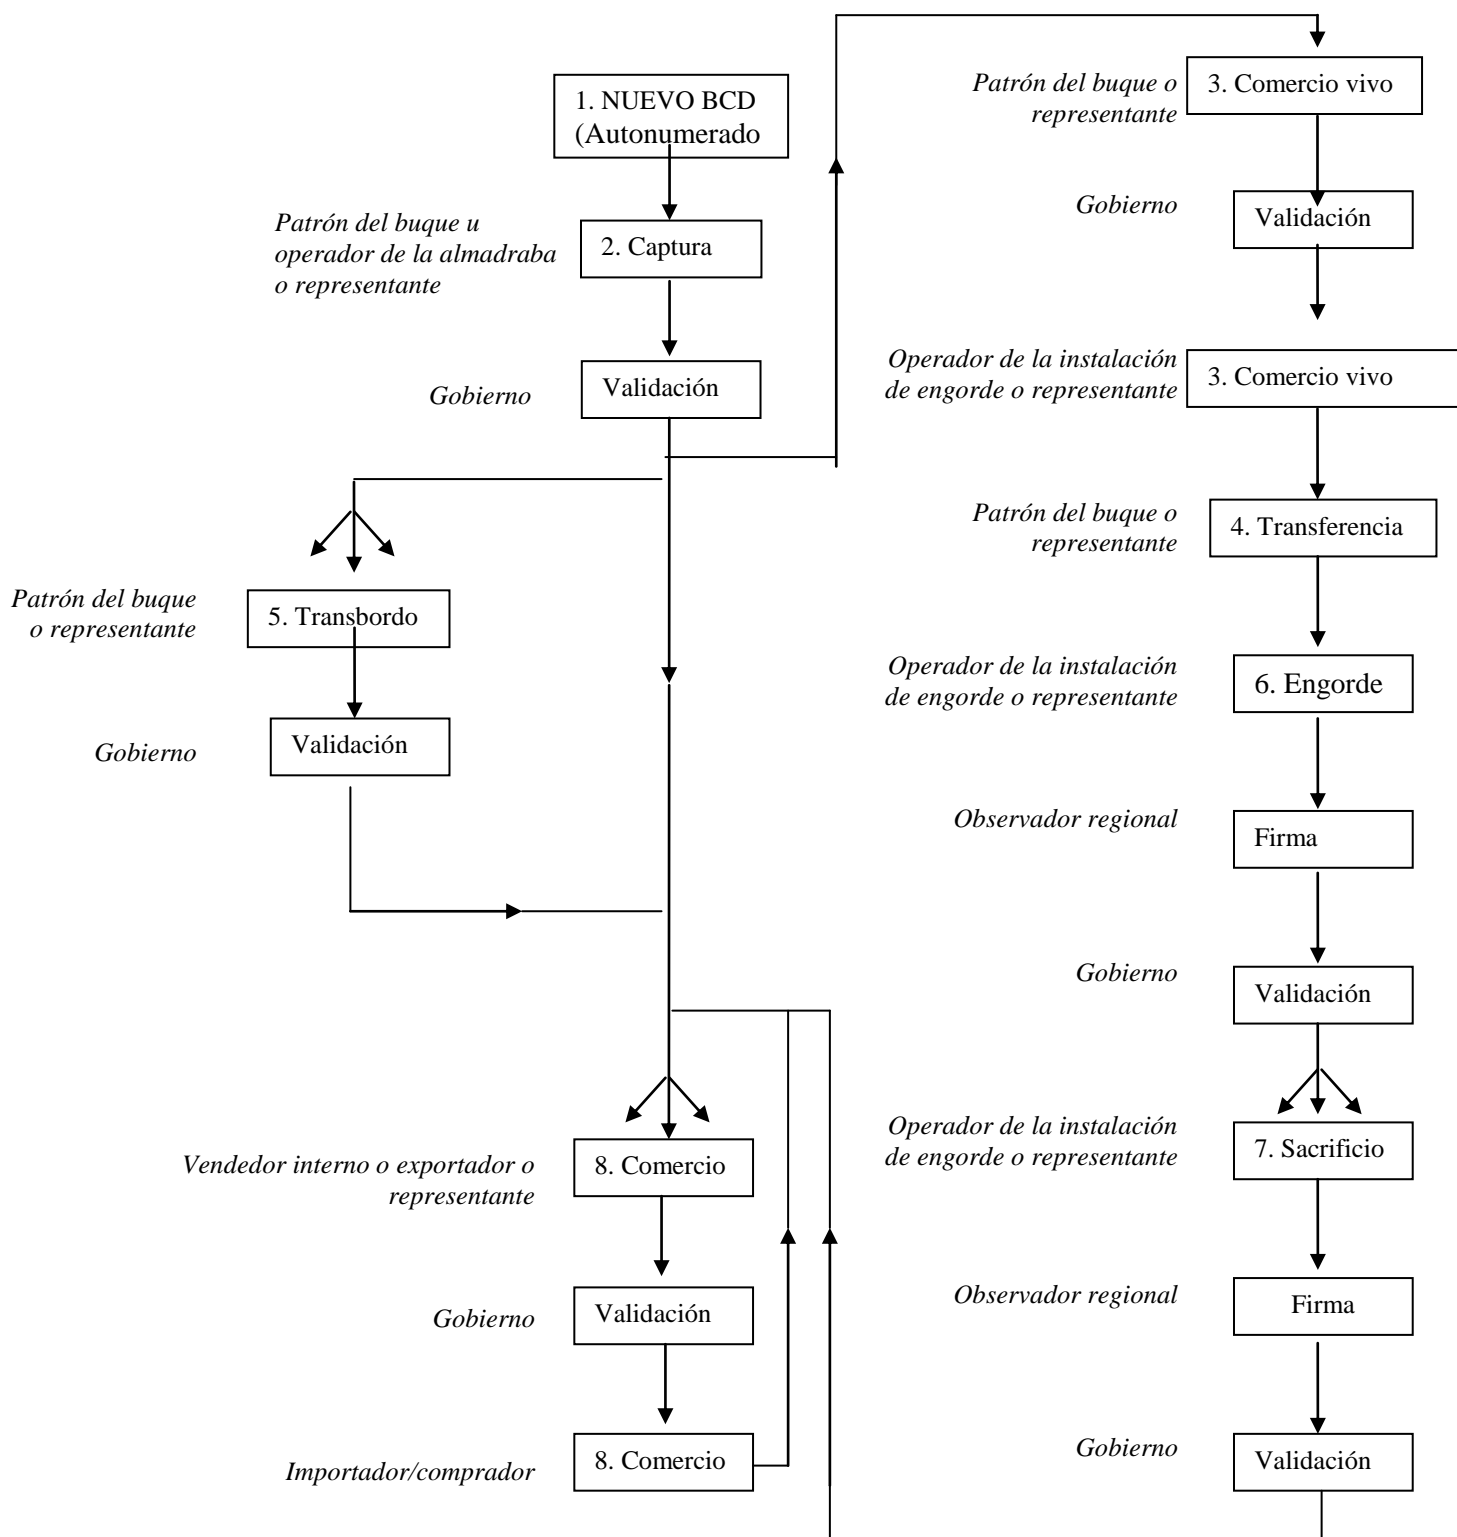 1. NUEVO BCD
(Autonumerado
Patrón del buque u
operador de la almadraba
o representante
2. Captura
Gobierno
Validación
Patrón del buque
o representante
5. Transbordo
Gobierno
Validación
Vendedor interno o exportador o
representante
8. Comercio
Gobierno
Validación
Importador/comprador
8. Comercio
Patrón del buque o
representante
3. Comercio vivo
Gobierno
Validación
Operador de la instalación
de engorde o representante
3. Comercio vivo
Patrón del buque o
representante
4. Transferencia
Operador de la instalación
de engorde o representante
6. Engorde
Observador regional
Firma
Gobierno
Validación
Operador de la instalación
de engorde o representante
7. Sacrificio
Observador regional
Firma
Gobierno
Validación